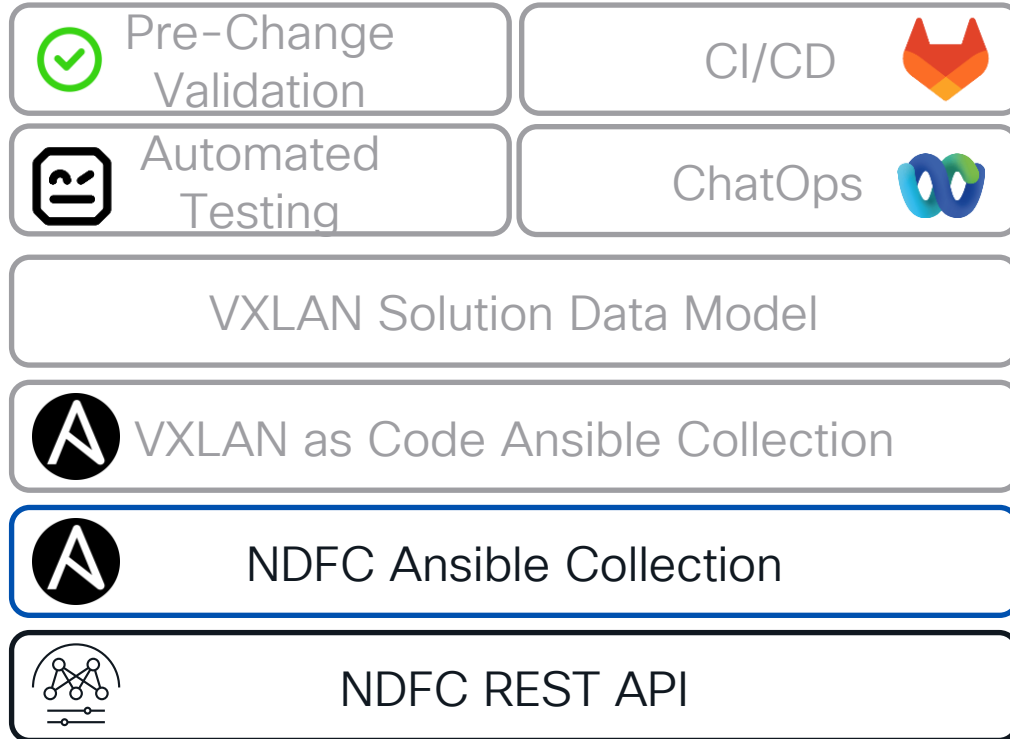 Pre-Change
Validation
CI/CD
Automated
Testing
ChatOps
VXLAN Solution Data Model
VXLAN as Code Ansible Collection
NDFC Ansible Collection
NDFC REST API